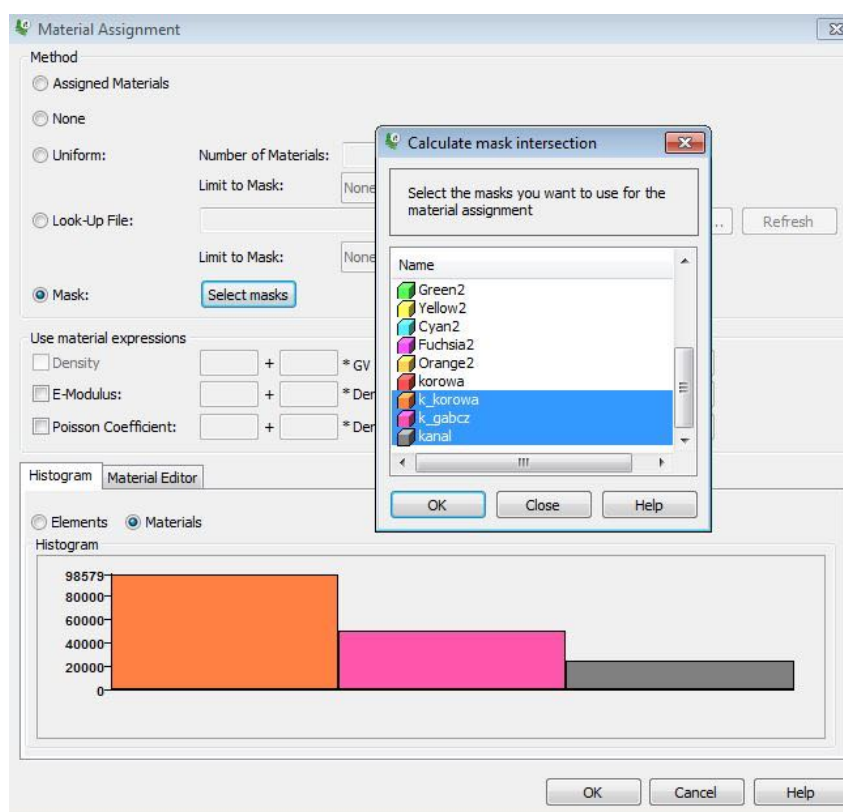 Material Assignment
Method
Assigned Materials
None
Uniform:
Number of Materials:
Limit to Mask:
None
Look-Up File:
..
Refresh
Limit to Mask:
None
Mask:
Select masks
Use material expressions
Density
+
* GV
E-Modulus:
+
* Der
Poisson Coefficient:
+
* Der
Calculate mask intersection
Select the masks you want to use for the
material assignment
Name
Green2
Yellow2
Cyan2
Fuchsia2
Orange2
korowa
k_korowa
k_gabcz
kanal
OK
Close
Help
Histogram
Material Editor
Elements
Materials
Histogram
98579
80000
60000
40000
20000
0
OK
Cancel
Help